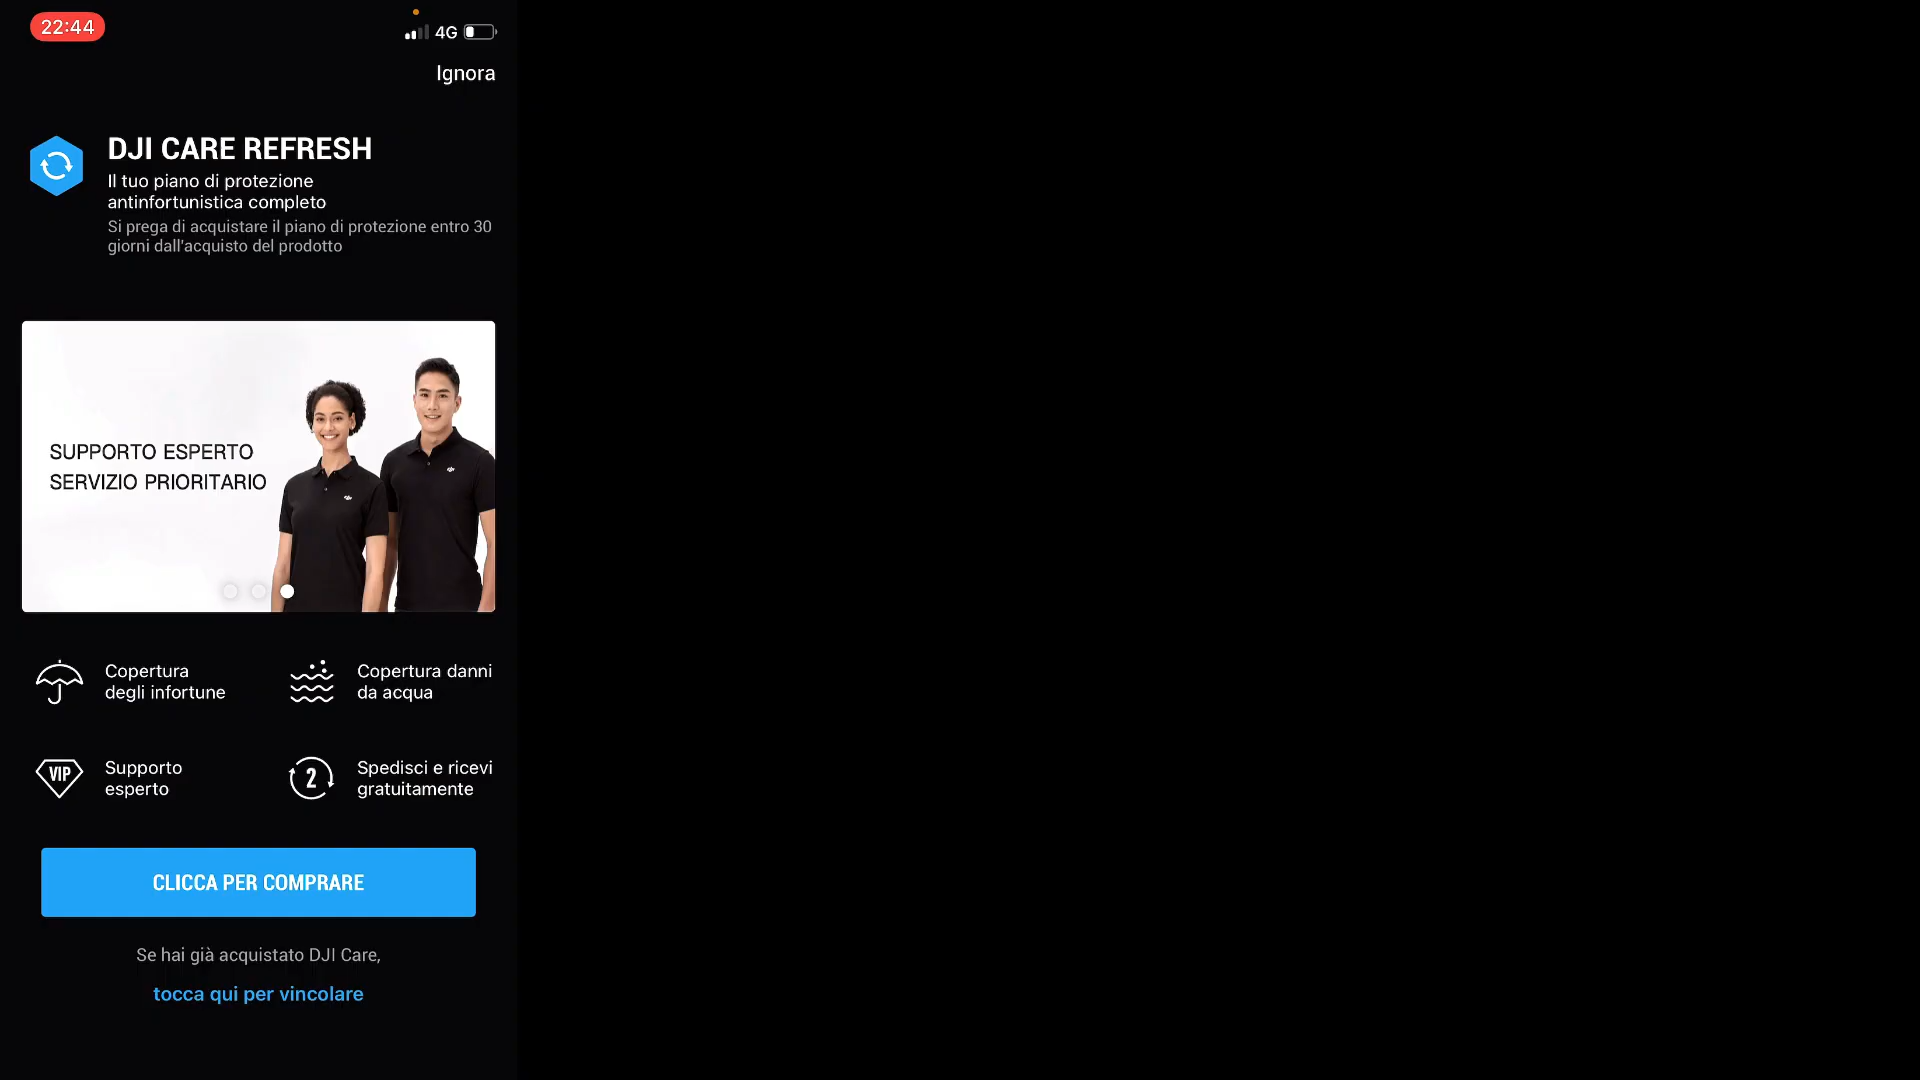 22:44
4G
Ignora
DJI CARE REFRESH
Il tuo piano di protezione
antinfortunistica completo
Si prega di acquistare il piano di protezione entro 30
giorni dall'acquisto del prodotto
SUPPORTO ESPERTO
SERVIZIO PRIORITARIO
Copertura
degli infortune
Copertura danni
da acqua
VIP
Supporto
esperto
2
Spedisci e ricevi
gratuitamente
CLICCA PER COMPRARE
Se hai già acquistato DJI Care,
tocca qui per vincolare